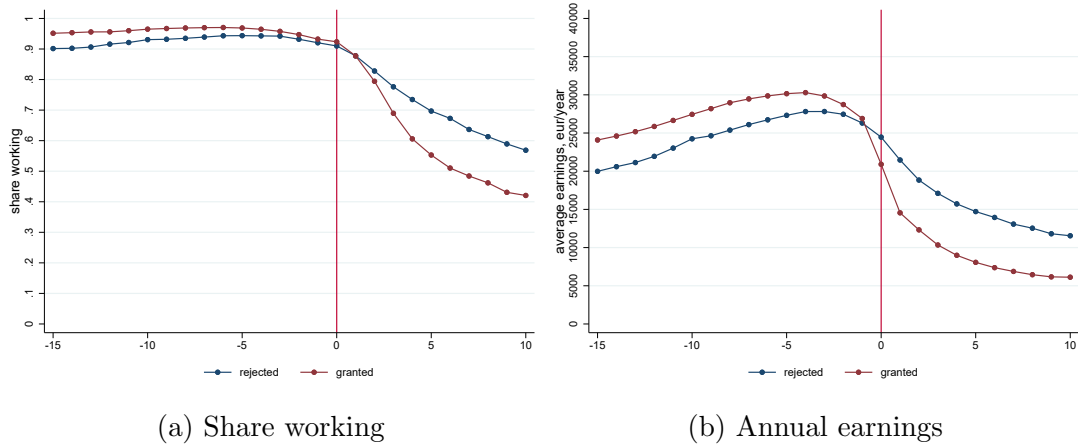 share working
1
.9
.8
.7
.6
.5
.4
.3
.2
.1
0
-15 -10 -5 0 5 10
rejected granted
average earnings, eur/year
40000
35000
30000
25000
20000
15000
10000
5000
0
-15 -10 -5 0 5 10
rejected granted
(a) Share working (b) Annual earnings